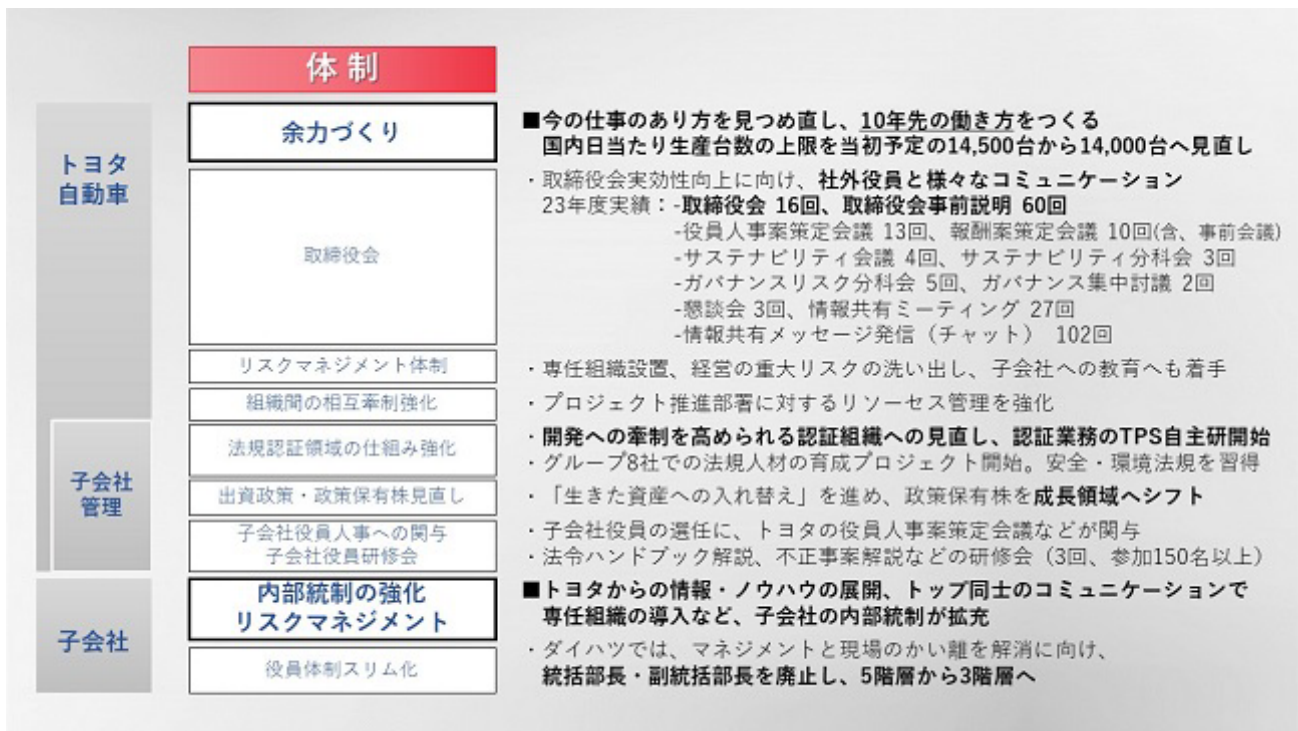 体制
トヨタ
自動車
余力づくり
■今の仕事のあり方を見つめ直し、10年先の働き方をつくる
国内日当たり生産台数の上限を当初予定の14,500台から14,000台へ見直し
取締役会
・取締役会実効性向上に向け、社外役員と様々なコミュニケーション
23年度実績：-取締役会 16回、取締役会事前説明 60回
-役員人事案策定会議 13回、報酬案策定会議 10回(含、事前会議)
-サステナビリティ会議 4回、サステナビリティ分科会 3回
-ガバナンスリスク分科会 5回、ガバナンス集中討議 2回
-懇談会 3回、情報共有ミーティング 27回
-情報共有メッセージ発信（チャット） 102回
リスクマネジメント体制
・専任組織設置、経営の重大リスクの洗い出し、子会社への教育へも着手
組織間の相互牽制強化
・プロジェクト推進部署に対するリソーセス管理を強化
子会社
管理
法規認証領域の仕組み強化
・開発への牽制を高められる認証組織への見直し、認証業務のTPS自主研開始
・グループ8社での法規人材の育成プロジェクト開始。安全・環境法規を習得
出資政策・政策保有株見直し
・「生きた資産への入れ替え」を進め、政策保有株を成長領域へシフト
子会社役員人事への関与
子会社役員研修会
・子会社役員の選任に、トヨタの役員人事案策定会議などが関与
・法令ハンドブック解説、不正事案解説などの研修会（3回、参加150名以上）
子会社
内部統制の強化
リスクマネジメント
■トヨタからの情報・ノウハウの展開、トップ同士のコミュニケーションで
専任組織の導入など、子会社の内部統制が拡充
役員体制スリム化
・ダイハツでは、マネジメントと現場のかい離を解消に向け、
統括部長・副統括部長を廃止し、5階層から3階層へ